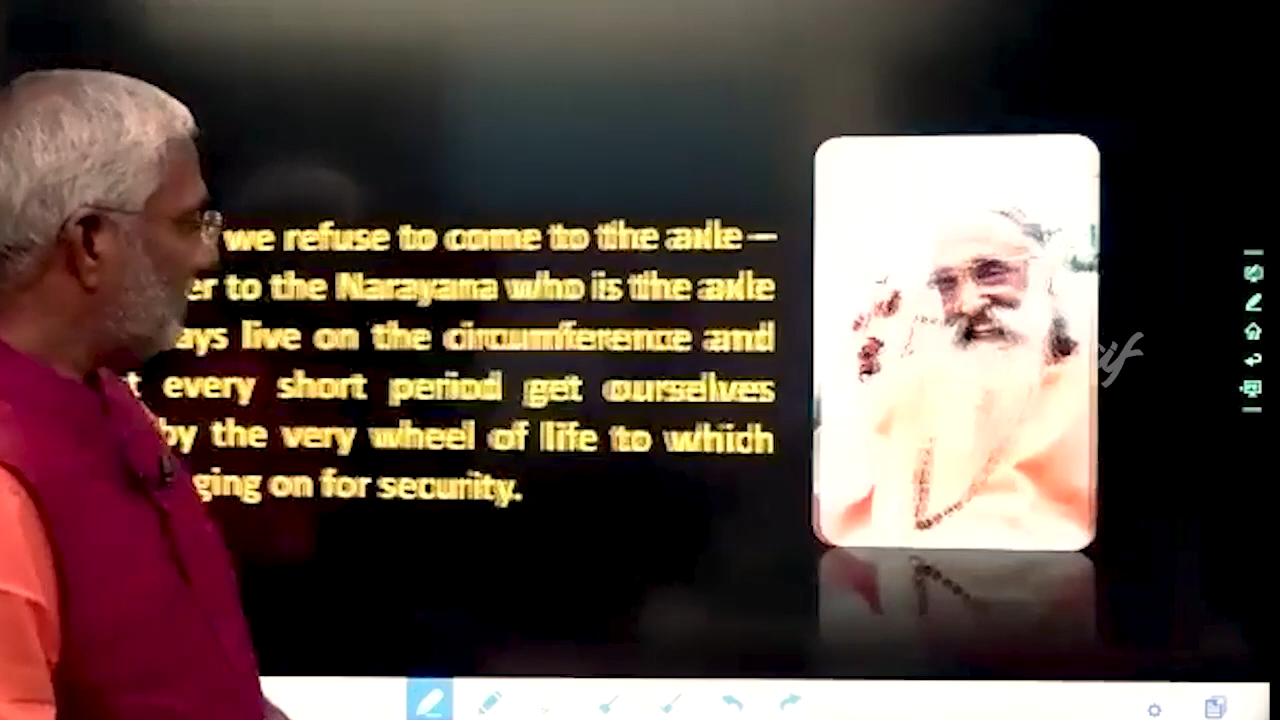 we refuse to come to the axle –
er to the Narayana who is the axle
ays live on the circumference and
t every short period get ourselves
by the very wheel of life to which
ging on for security.